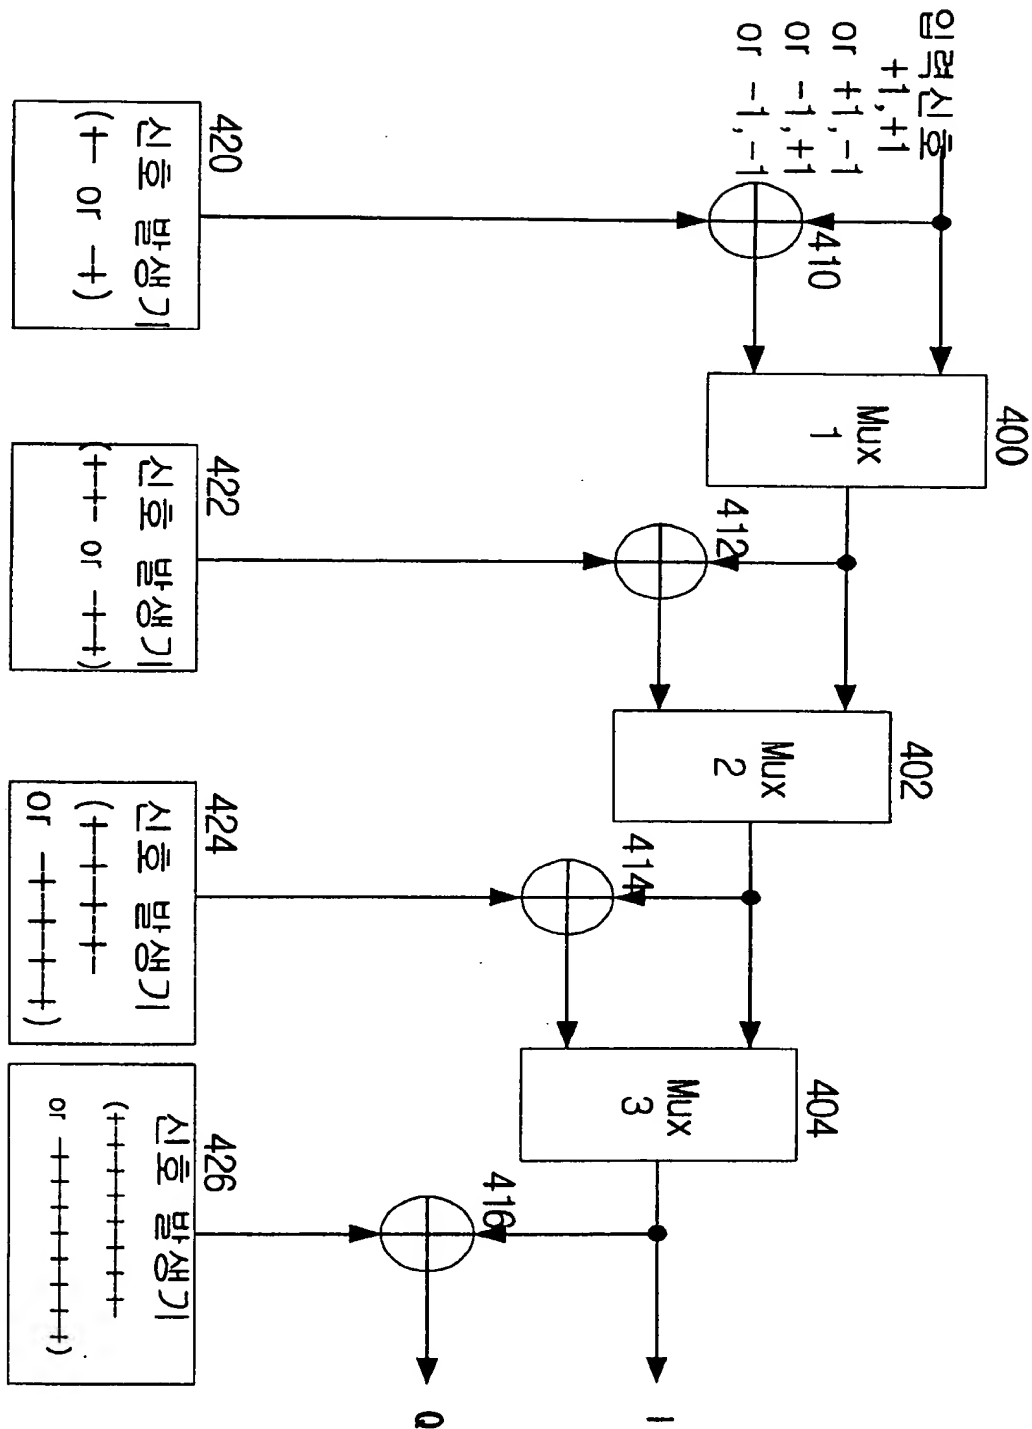 입력신호
+1,+1
or +1,-1
or -1,+1
or -1,-1
400
Mux
1
410
402
Mux
2
412
404
Mux
3
414
I
416
Q
420
신호 발생기
(+- or -+)
422
신호 발생기
(+-+- or -+-+)
424
신호 발생기
(+-+-+-+-
or -+-+-+-+)
426
신호 발생기
(+-+-+-+-+-+-+-+-
or -+-+-+-+-+-+-+-+)